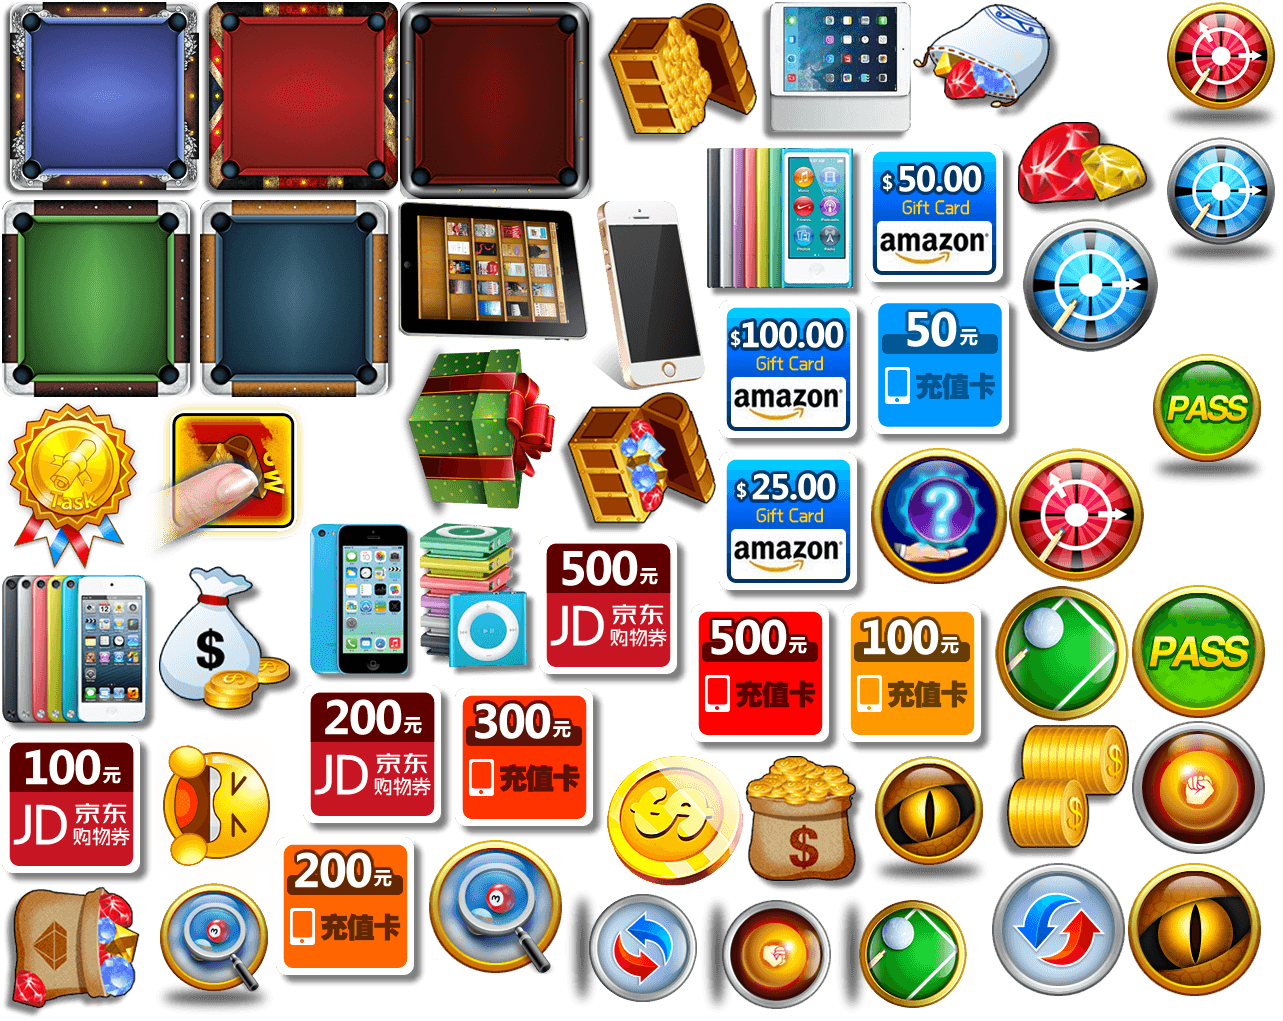 $50.00
Gift Card
amazon
$100.00
Gift Card
amazon
50元
充值卡
PASS
Task
$25.00
Gift Card
amazon
?
500元
JD 京东
购物券
$
500元
充值卡
100元
充值卡
PASS
200元
JD 京东
购物券
300元
充值卡
100元
JD 京东
购物券
$
$
200元
充值卡
3
3